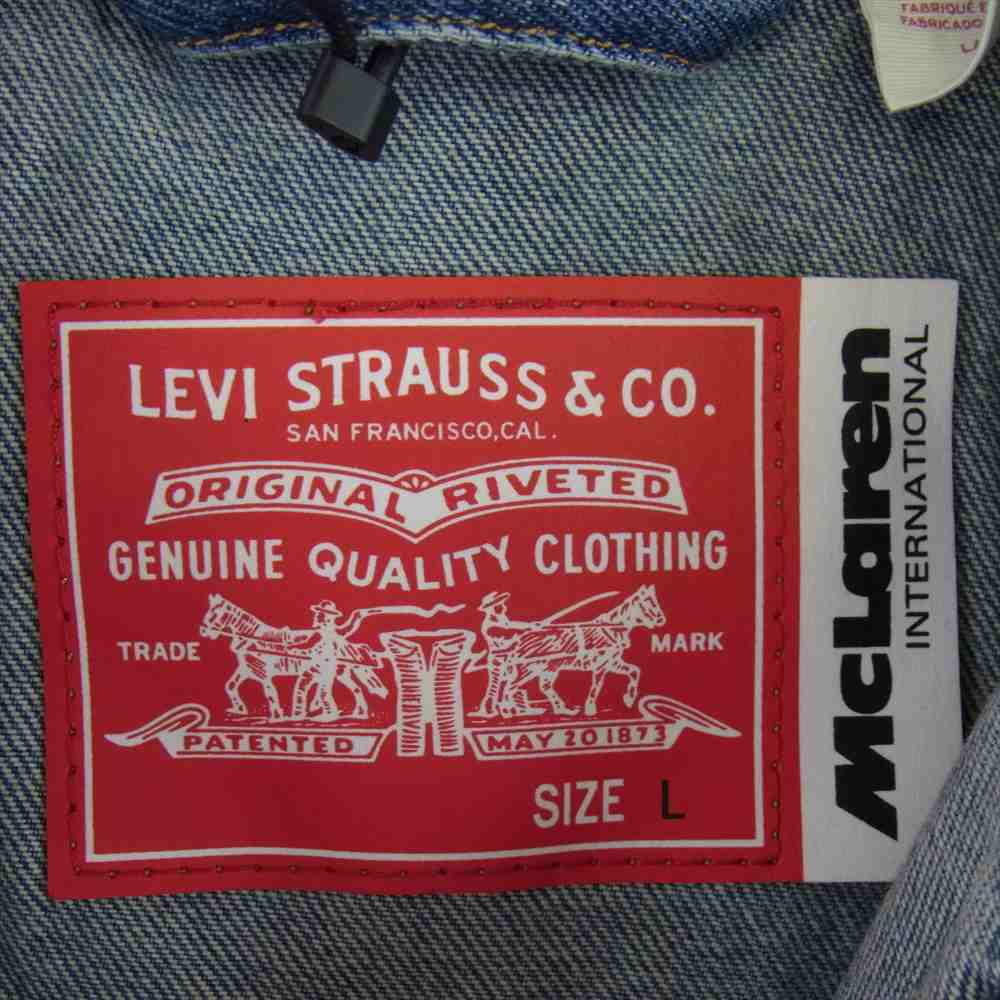 FABRIQUÉ
FABRICADO
LEVI STRAUSS & CO.
SAN FRANCISCO, CAL.
ORIGINAL RIVETED
GENUINE QUALITY CLOTHING
TRADE MARK
PATENTED MAY 20 1873
SIZE L
McLaren
INTERNATIONAL